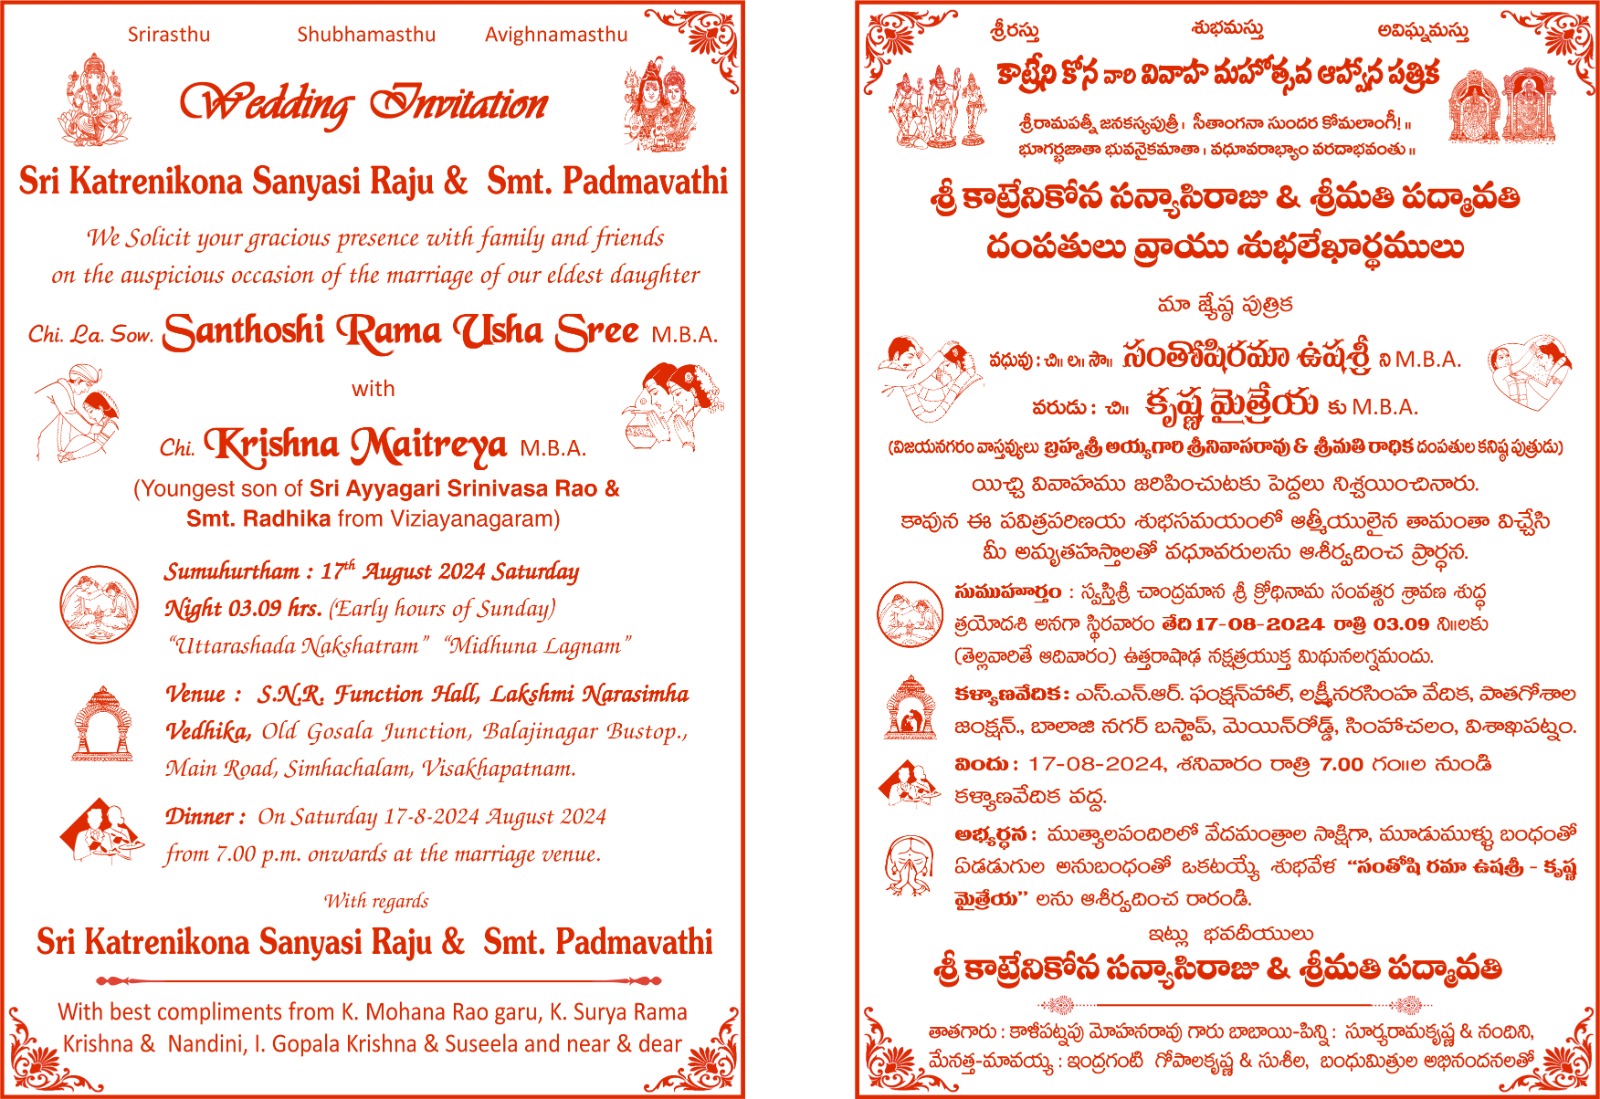 Srirasthu Shubhamasthu Avighnamasthu
Wedding Invitation
Sri Katrenikona Sanyasi Raju & Smt. Padmavathi
We Solicit your gracious presence with family and friends
on the auspicious occasion of the marriage of our eldest daughter
Chi. La. Sow. Santhoshi Rama Usha Sree M.B.A.
with
Chi. Krishna Maitreya M.B.A.
(Youngest son of Sri Ayyagari Srinivasa Rao &
Smt. Radhika from Viziayanagaram)
Sumuhurtham : 17th August 2024 Saturday
Night 03.09 hrs. (Early hours of Sunday)
“Uttarashada Nakshatram” “Midhuna Lagnam”
Venue : S.N.R. Function Hall, Lakshmi Narasimha
Vedhika, Old Gosala Junction, Balajinagar Bustop.,
Main Road, Simhachalam, Visakhapatnam.
Dinner : On Saturday 17-8-2024 August 2024
from 7.00 p.m. onwards at the marriage venue.
With regards
Sri Katrenikona Sanyasi Raju & Smt. Padmavathi
With best compliments from K. Mohana Rao garu, K. Surya Rama
Krishna & Nandini, I. Gopala Krishna & Suseela and near & dear
శ్రీరస్తు శుభమస్తు అవిఘ్నమస్తు
కాట్రేని కోన వారి వివాహ మహోత్సవ ఆహ్వాన పత్రిక
శ్రీరామపత్నీ జనకస్యపుత్రీ। సీతాంగనా సుందర కోమలాంగీ!॥
భూగర్భజాతా భువనైకమాతా। వధూవరాభ్యాం వరదాభవంతు॥
శ్రీ కాట్రేనికోన సన్యాసిరాజు & శ్రీమతి పద్మావతి
దంపతులు వ్రాయు శుభలేఖార్థములు
మా జ్యేష్ఠ పుత్రిక
వధువు : చి॥ ల॥ సౌ॥ సంతోషిరమా ఉషశ్రీ ని M.B.A.
వరుడు : చి॥ కృష్ణ మైత్రేయ కు M.B.A.
(విజయనగరం వాస్తవ్యులు బ్రహ్మశ్రీ అయ్యగారి శ్రీనివాసరావు & శ్రీమతి రాధిక దంపతుల కనిష్ఠ పుత్రుడు)
యిచ్చి వివాహము జరిపించుటకు పెద్దలు నిశ్చయించినారు.
కావున ఈ పవిత్రపరిణయ శుభసమయంలో ఆత్మీయులైన తామంతా విచ్చేసి
మీ అమృతహస్తాలతో వధూవరులను ఆశీర్వదించ ప్రార్ధన.
సుముహూర్తం : స్వస్తిశ్రీ చాంద్రమాన శ్రీ క్రోధినామ సంవత్సర శ్రావణ శుద్ధ
త్రయోదశి అనగా స్థిరవారం తేది 17-08-2024 రాత్రి 03.09 ని॥లకు
(తెల్లవారితే ఆదివారం) ఉత్తరాషాఢ నక్షత్రయుక్త మిథునలగ్నమందు.
కళ్యాణవేదిక : ఎస్.ఎన్.ఆర్. ఫంక్షన్‌హాల్, లక్ష్మీనరసింహ వేదిక, పాతగోశాల
జంక్షన్., బాలాజి నగర్ బస్టాప్, మెయిన్‌రోడ్డ్, సింహాచలం, విశాఖపట్నం.
విందు : 17-08-2024, శనివారం రాత్రి 7.00 గం॥ల నుండి
కళ్యాణవేదిక వద్ద.
అభ్యర్ధన : ముత్యాలపందిరిలో వేదమంత్రాల సాక్షిగా, మూడుముళ్ళు బంధంతో
ఏడడుగుల అనుబంధంతో ఒకటయ్యే శుభవేళ “సంతోషి రమా ఉషశ్రీ - కృష్ణ
మైత్రేయ” లను ఆశీర్వదించ రారండి.
ఇట్లు భవదీయులు
శ్రీ కాట్రేనికోన సన్యాసిరాజు & శ్రీమతి పద్మావతి
తాతగారు : కాళీపట్నపు మోహనరావు గారు బాబాయి-పిన్ని : సూర్యరామకృష్ణ & నందిని,
మేనత్త-మావయ్య : ఇంద్రగంటి గోపాలకృష్ణ & సుశీల, బంధుమిత్రుల అభినందనలతో